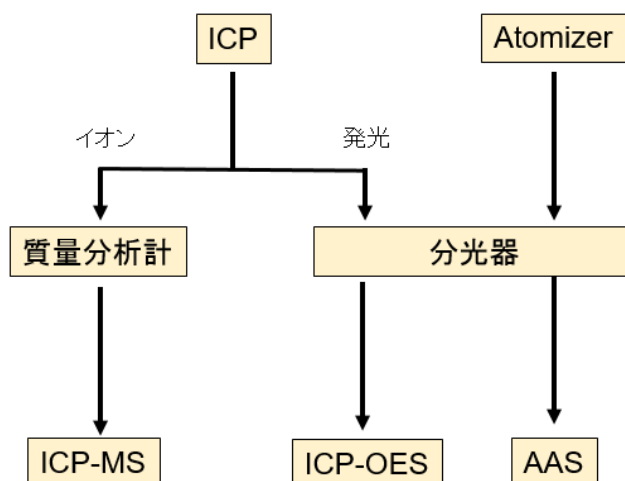 ICP
Atomizer
イオン
発光
質量分析計
分光器
ICP-MS
ICP-OES
AAS